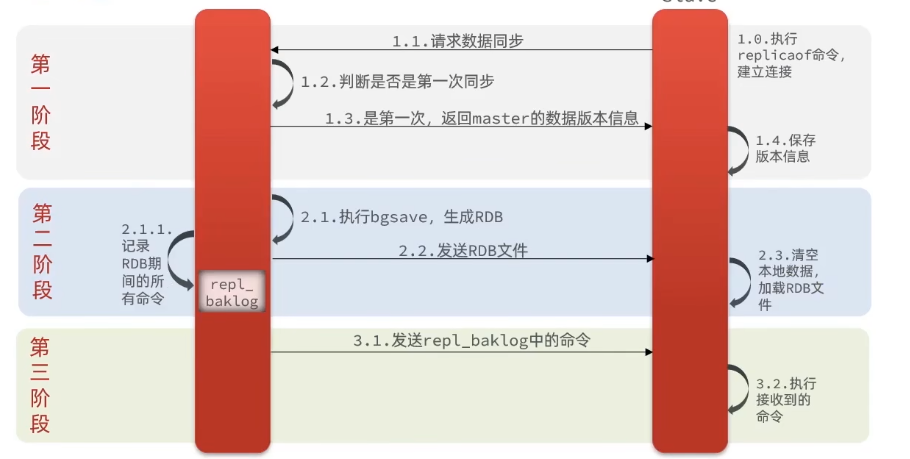 1.0.执行
replicaof命令，
建立连接
第
一
阶
段
1.1.请求数据同步
1.2.判断是否是第一次同步
1.3.是第一次，返回master的数据版本信息
1.4.保存
版本信息
第
二
阶
段
2.1.执行bgsave，生成RDB
2.1.1.
记录
RDB期
间的所
有命令
repl_
baklog
2.2.发送RDB文件
2.3.清空
本地数据，
加载RDB文
件
第
三
阶
段
3.1.发送repl_baklog中的命令
3.2.执行
接收到的
命令